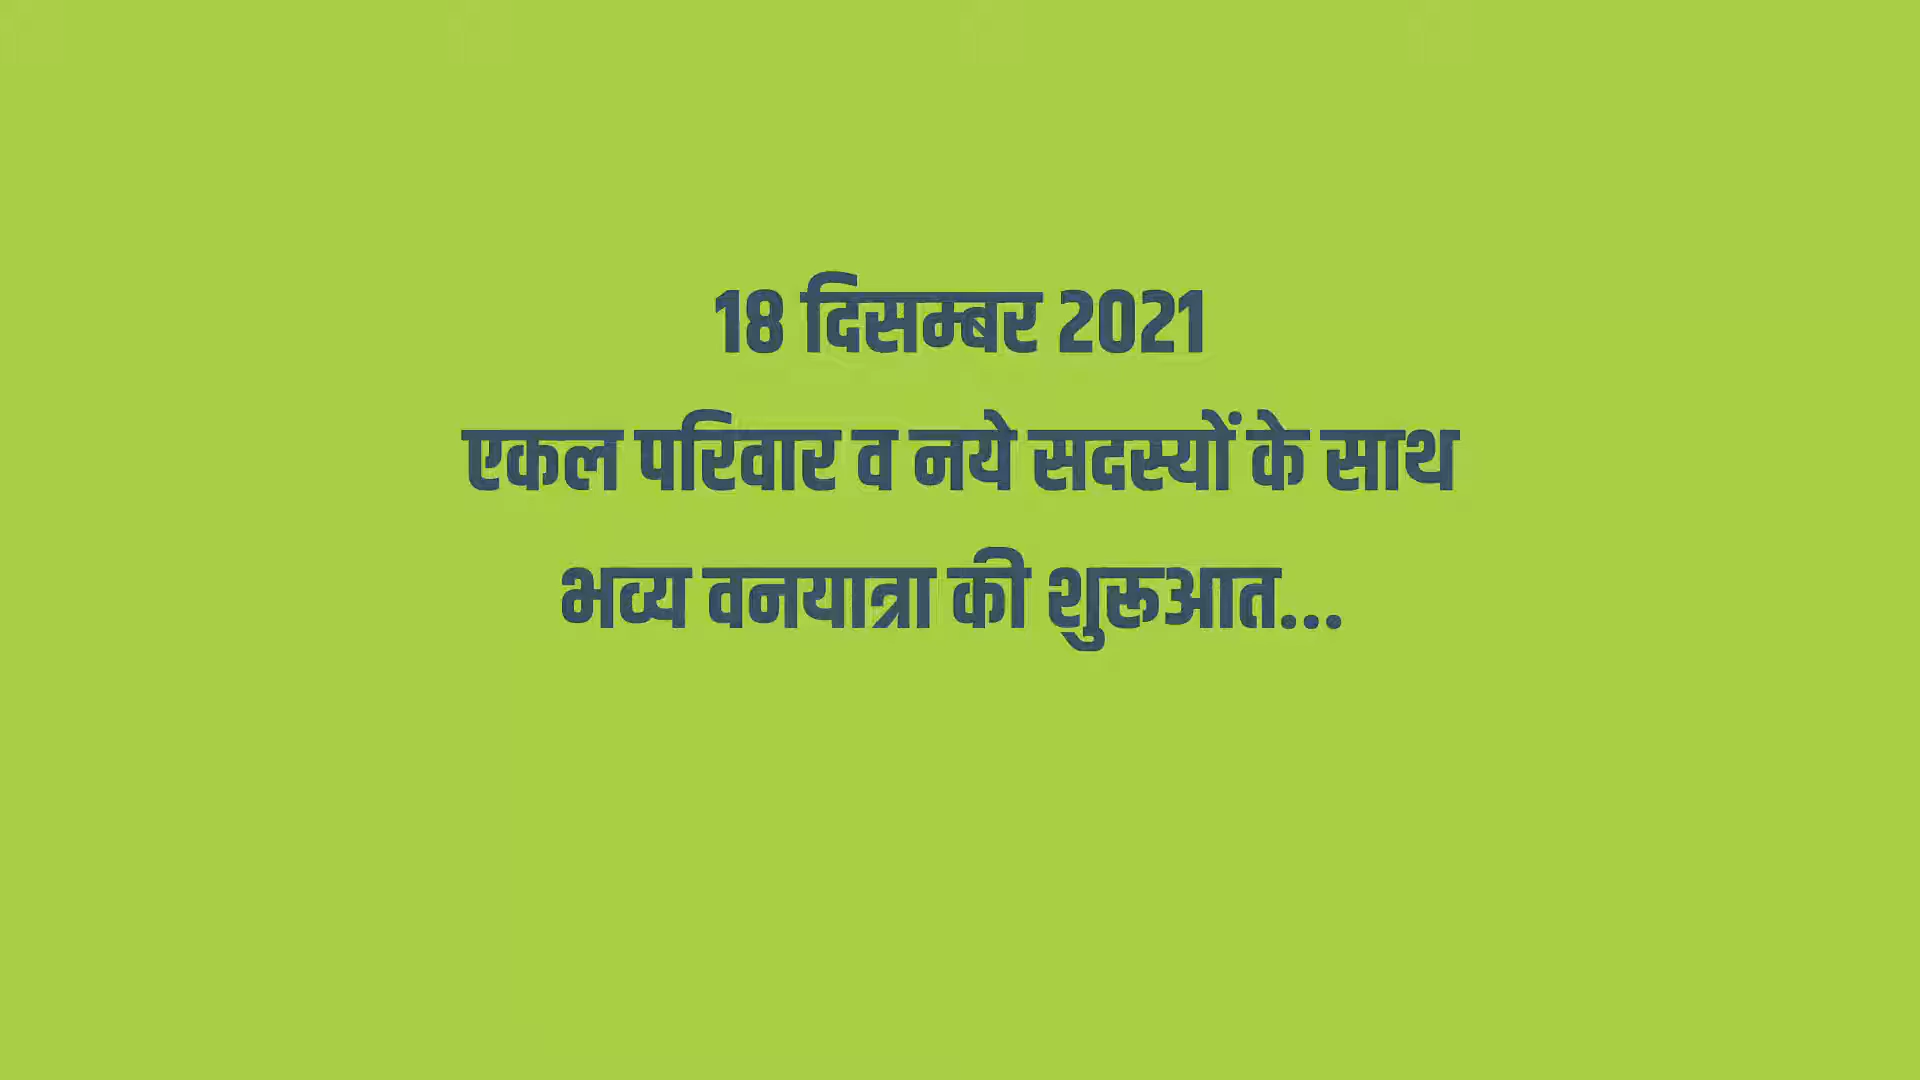 18 दिसम्बर 2021
एकल परिवार व नये सदस्यों के साथ
भव्य वनयात्रा की शुरूआत...